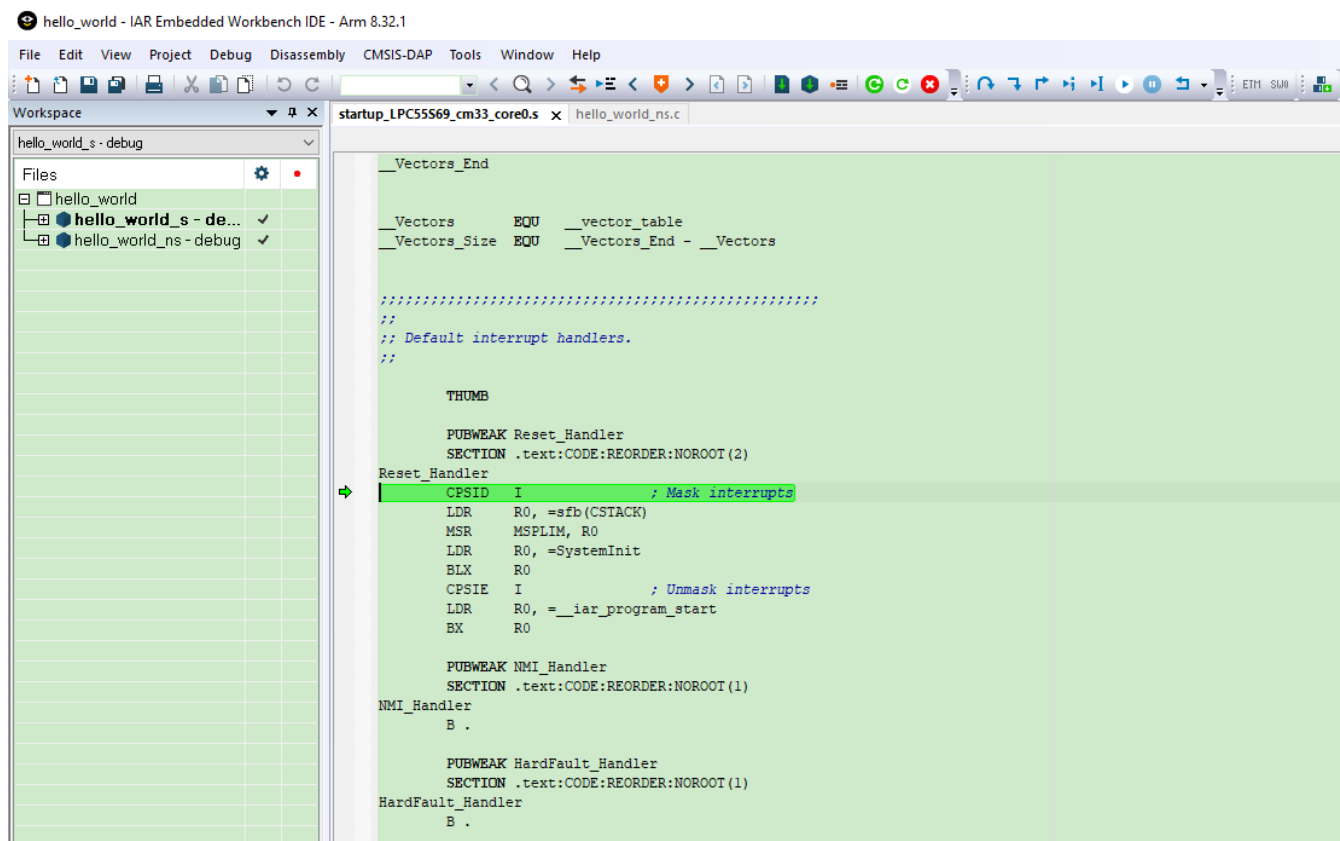 hello_world - IAR Embedded Workbench IDE - Arm 8.32.1
File Edit View Project Debug Disassembly CMSIS-DAP Tools Window Help
ETM SWO
Workspace
startup_LPC55S69_cm33_core0.s hello_world_ns.c
hello_world_s - debug
Files
hello_world
hello_world_s - de...
hello_world_ns - debug
__Vectors_End
__Vectors EQU __vector_table
__Vectors_Size EQU __Vectors_End - __Vectors
;;;;;;;;;;;;;;;;;;;;;;;;;;;;;;;;;;;;;;;;;;;;;;;;;;;;
;;
;; Default interrupt handlers.
;;
THUMB
PUBWEAK Reset_Handler
SECTION .text:CODE:REORDER:NOROOT(2)
Reset_Handler
CPSID I ; Mask interrupts
LDR R0, =sfb(CSTACK)
MSR MSPLIM, R0
LDR R0, =SystemInit
BLX R0
CPSIE I ; Unmask interrupts
LDR R0, =__iar_program_start
BX R0
PUBWEAK NMI_Handler
SECTION .text:CODE:REORDER:NOROOT(1)
NMI_Handler
B .
PUBWEAK HardFault_Handler
SECTION .text:CODE:REORDER:NOROOT(1)
HardFault_Handler
B .